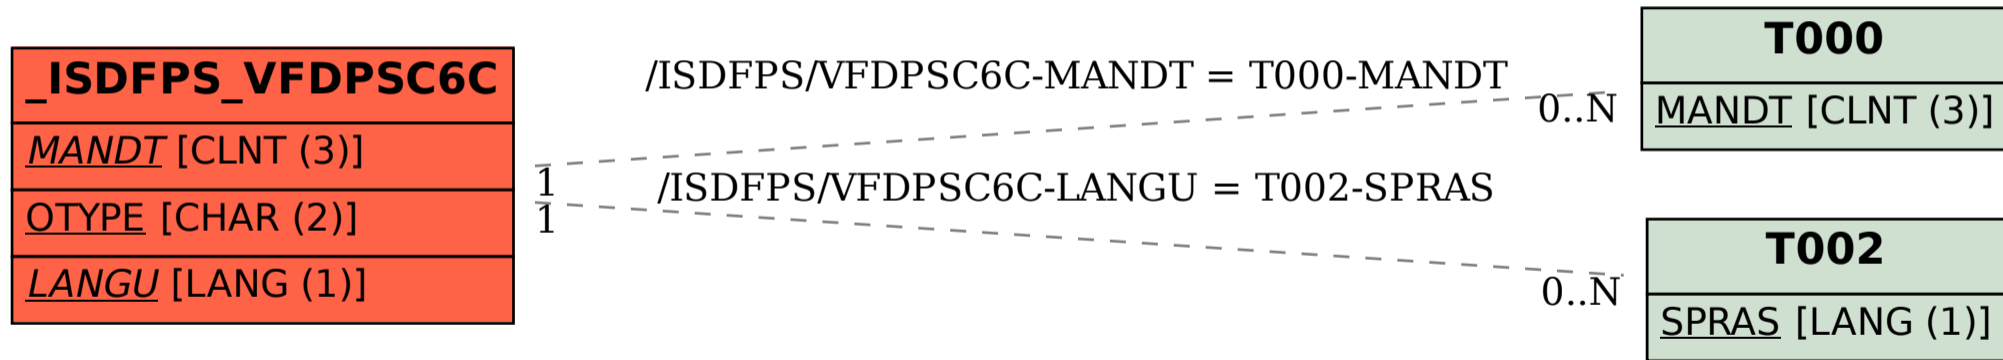 _ISDFPS_VFDPSC6C
MANDT [CLNT (3)]
OTYPE [CHAR (2)]
LANGU [LANG (1)]
/ISDFPS/VFDPSC6C-MANDT = T000-MANDT
0..N
1
/ISDFPS/VFDPSC6C-LANGU = T002-SPRAS
1
0..N
T000
MANDT [CLNT (3)]
T002
SPRAS [LANG (1)]